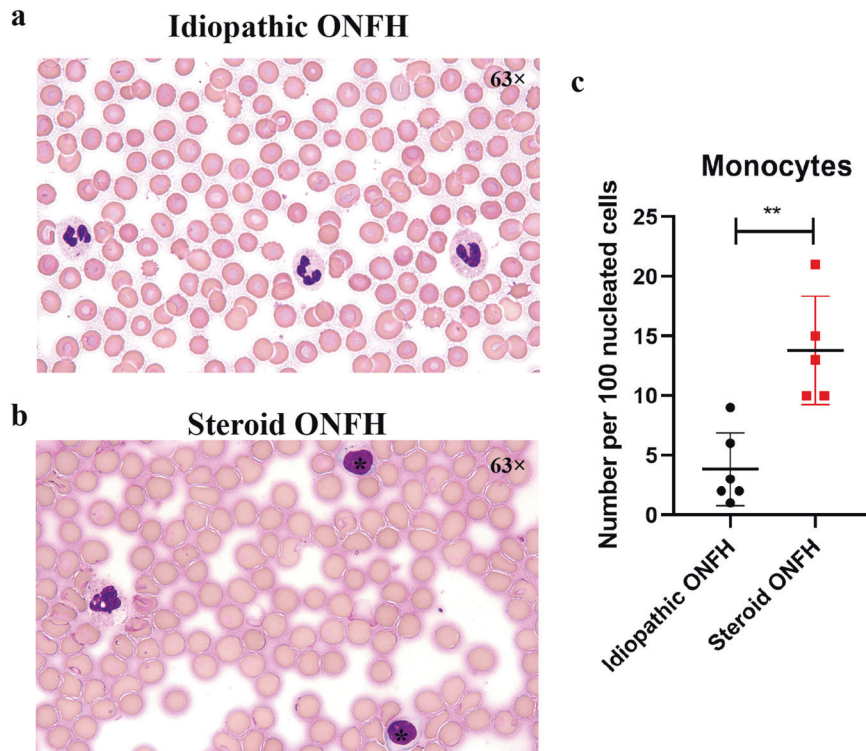 a
Idiopathic ONFH
63×
b
Steroid ONFH
63×
*
*
c
Monocytes
**
Number per 100 nucleated cells
25
20
15
10
5
0
Idiopathic ONFH
Steroid ONFH